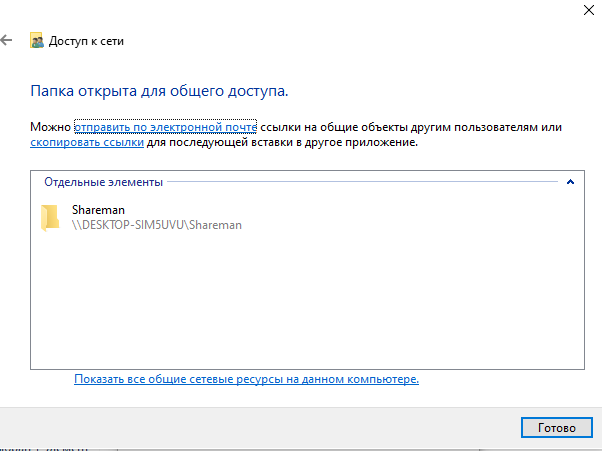 Доступ к сети
Папка открыта для общего доступа.
Можно отправить по электронной почте ссылки на общие объекты другим пользователям или
скопировать ссылки для последующей вставки в другое приложение.
Отдельные элементы
Shareman
\\DESKTOP-SIM5UVU\Shareman
Показать все общие сетевые ресурсы на данном компьютере.
Готово